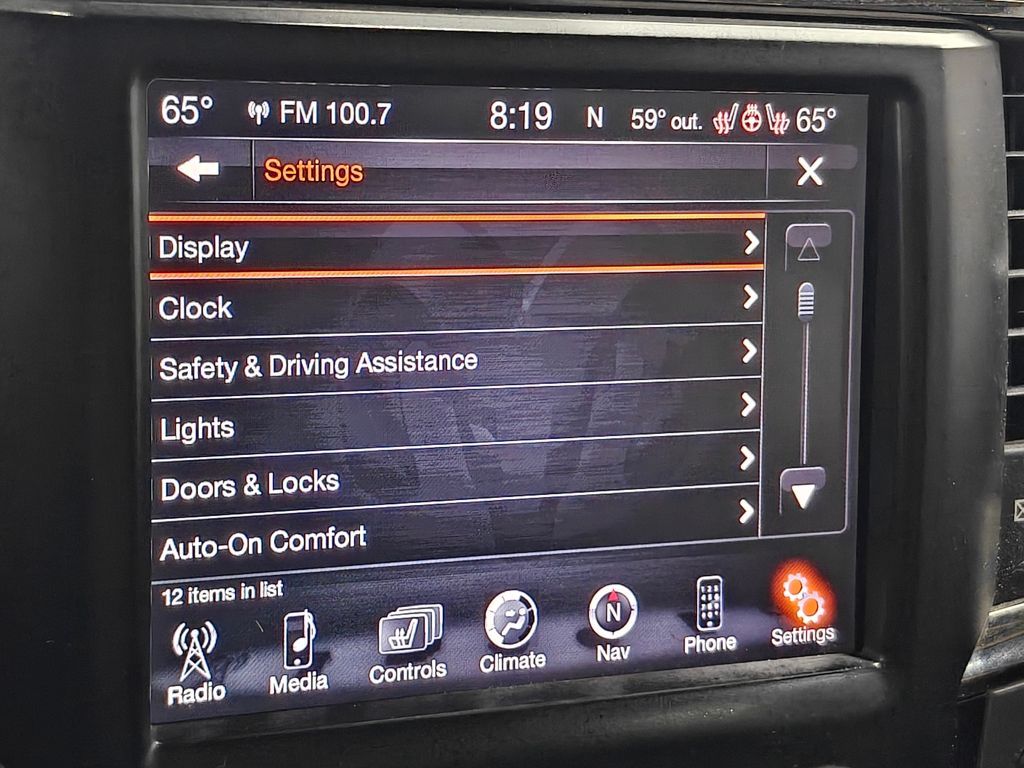 65° FM 100.7 8:19 N 59° out. 65°
Settings
Display
Clock
Safety & Driving Assistance
Lights
Doors & Locks
Auto-On Comfort
12 items in list
N
Radio Media Controls Climate Nav Phone Settings